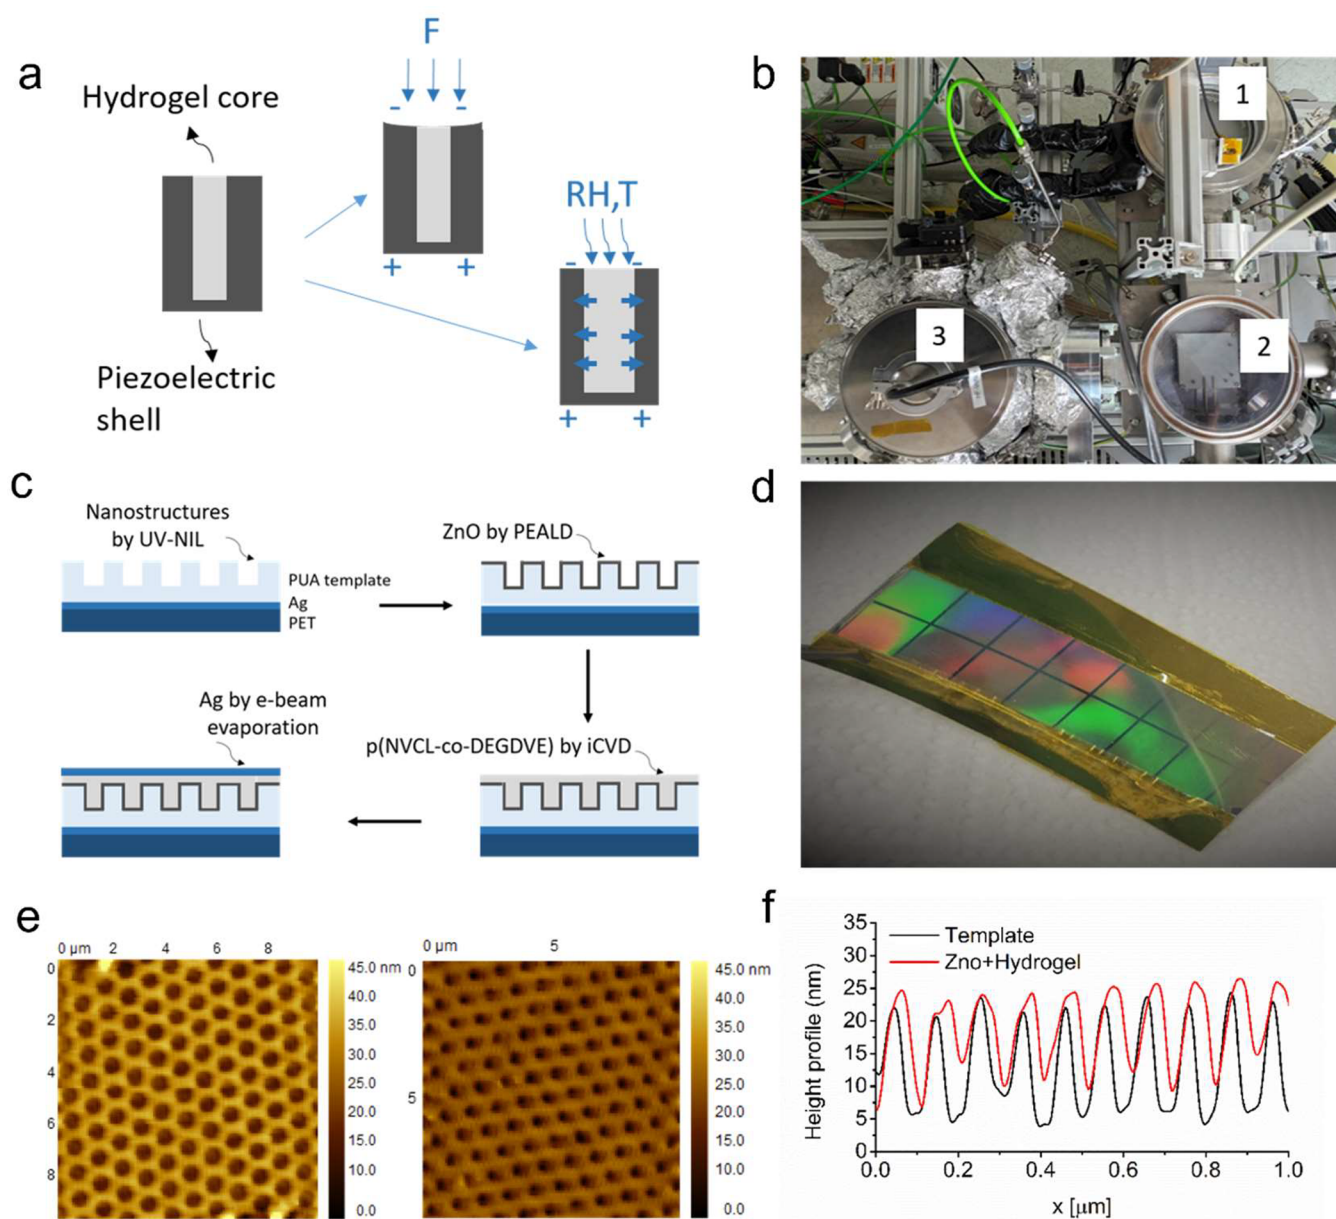 a
Hydrogel core
Piezoelectric
shell
F
- -
+ +
RH,T
- -
+ +
b
1
2
3
c
Nanostructures
by UV-NIL
PUA template
Ag
PET
ZnO by PEALD
p(NVCL-co-DEGDVE) by iCVD
Ag by e-beam
evaporation
d
e
0 µm 2 4 6 8
0
2
4
6
8
45.0 nm
40.0
35.0
30.0
25.0
20.0
15.0
10.0
0.0
0 µm 5
0
5
45.0 nm
40.0
35.0
30.0
25.0
20.0
15.0
10.0
0.0
f
Height profile (nm)
35
30
25
20
15
10
5
0
Template
Zno+Hydrogel
0.0 0.2 0.4 0.6 0.8 1.0
x [µm]